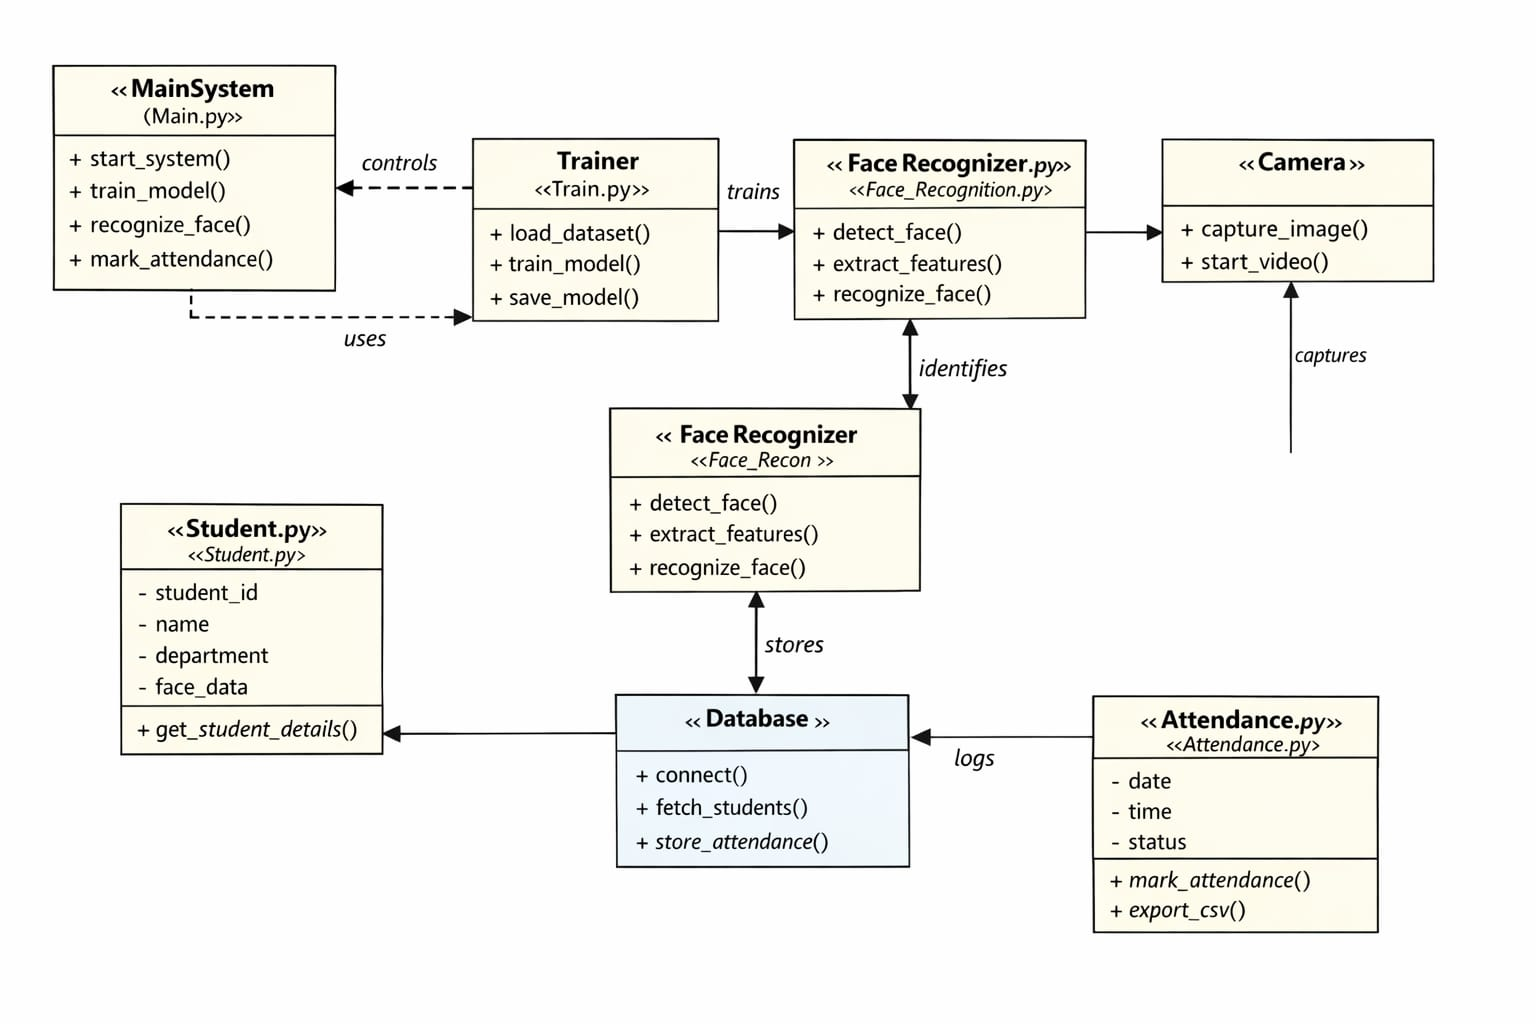 << MainSystem
(Main.py>>
+ start_system()
+ train_model()
+ recognize_face()
+ mark_attendance()
controls
uses
Trainer
<<Train.py>>
+ load_dataset()
+ train_model()
+ save_model()
trains
<< Face Recognizer.py>>
<<Face_Recognition.py>
+ detect_face()
+ extract_features()
+ recognize_face()
<< Camera >>
+ capture_image()
+ start_video()
identifies
captures
<< Face Recognizer
<<Face_Recon >>
+ detect_face()
+ extract_features()
+ recognize_face()
<<Student.py>>
<<Student.py>
- student_id
- name
- department
- face_data
+ get_student_details()
stores
<< Database >>
+ connect()
+ fetch_students()
+ store_attendance()
logs
<< Attendance.py>>
<<Attendance.py>
- date
- time
- status
+ mark_attendance()
+ export_csv()